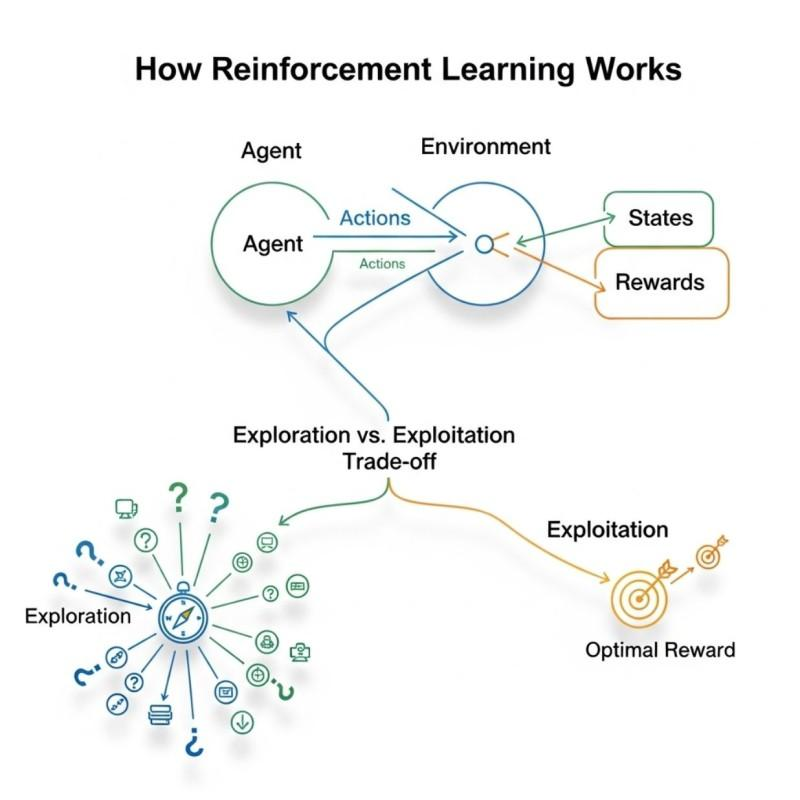 How Reinforcement Learning Works
Agent
Environment
Agent
Actions
Actions
States
Rewards
Exploration vs. Exploitation
Trade-off
?
?
?
?
?
?
?
?
?
?
?
Exploration
Exploitation
Optimal Reward